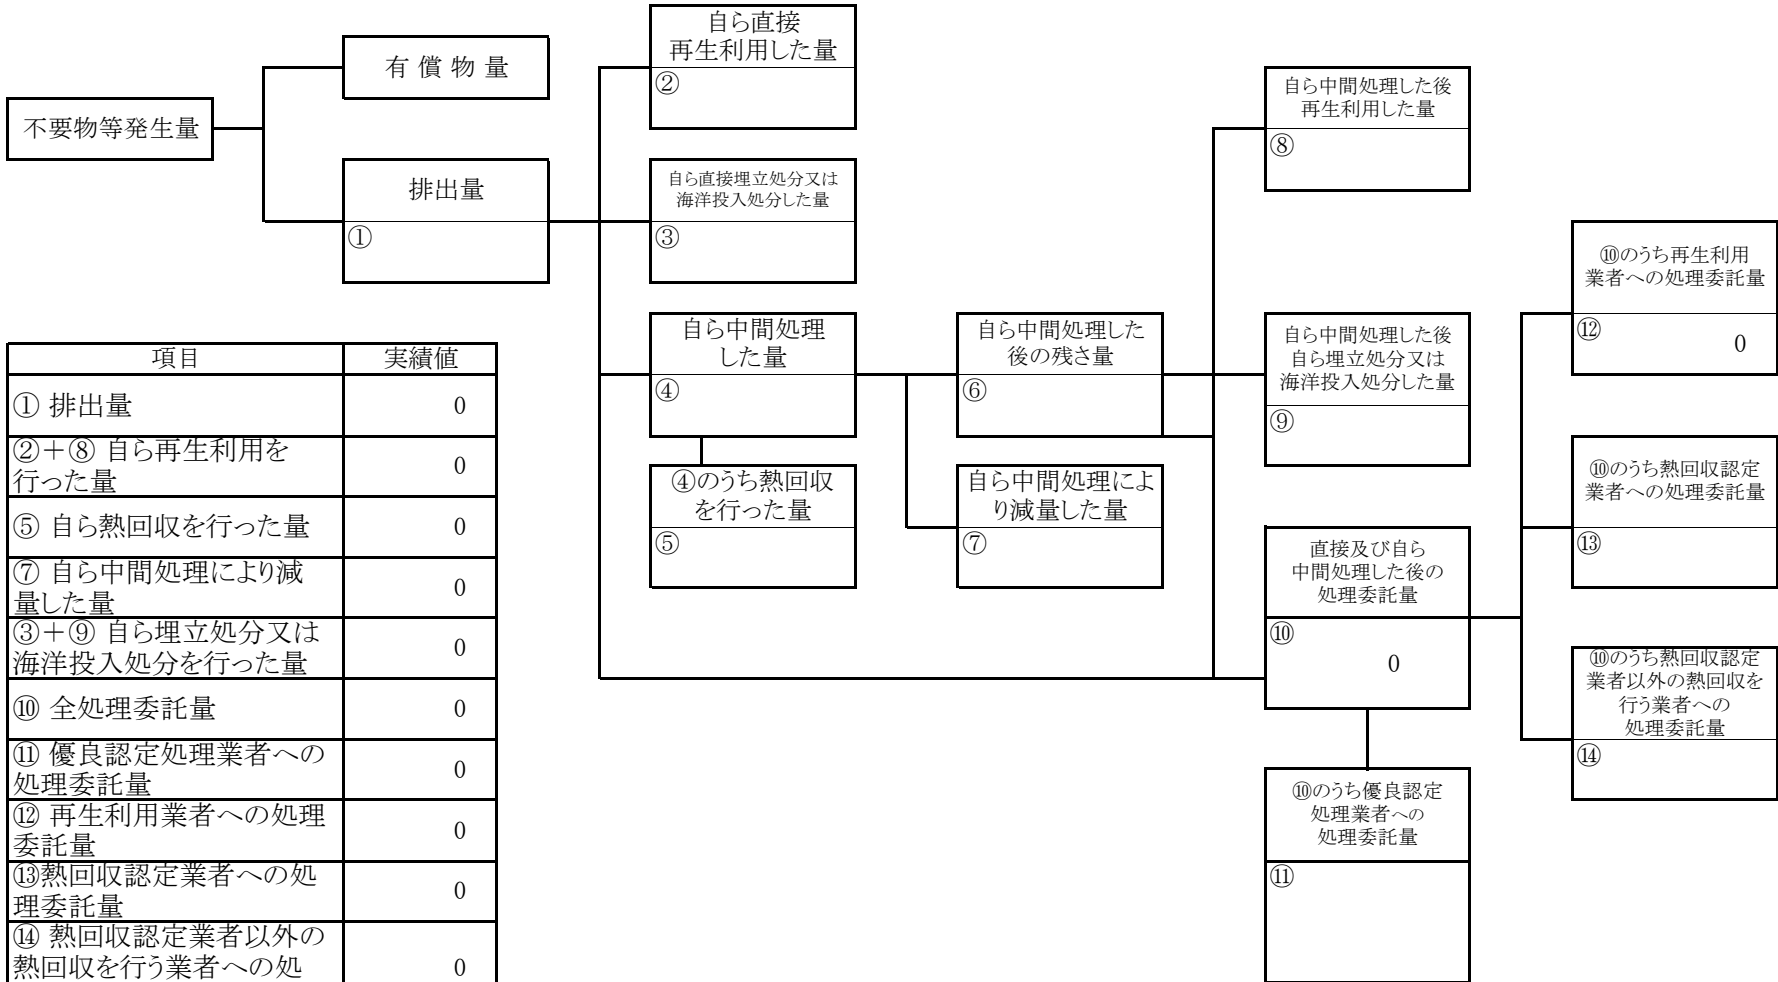 不要物等発生量
有 償 物 量
排出量
①
自ら直接
再生利用した量
②
自ら直接埋立処分又は
海洋投入処分した量
③
自ら中間処理
した量
④
④のうち熱回収
を行った量
⑤
自ら中間処理した
後の残さ量
⑥
自ら中間処理によ
り減量した量
⑦
自ら中間処理した後
再生利用した量
⑧
自ら中間処理した後
自ら埋立処分又は
海洋投入処分した量
⑨
直接及び自ら
中間処理した後の
処理委託量
⑩
0
⑩のうち優良認定
処理業者への
処理委託量
⑪
⑩のうち再生利用
業者への処理委託量
⑫
0
⑩のうち熱回収認定
業者への処理委託量
⑬
⑩のうち熱回収認定
業者以外の熱回収を
行う業者への
処理委託量
⑭
項目 実績値
① 排出量 0
②+⑧ 自ら再生利用を
行った量 0
⑤ 自ら熱回収を行った量 0
⑦ 自ら中間処理により減
量した量 0
③+⑨ 自ら埋立処分又は
海洋投入処分を行った量 0
⑩ 全処理委託量 0
⑪ 優良認定処理業者への
処理委託量 0
⑫ 再生利用業者への処理
委託量 0
⑬熱回収認定業者への処
理委託量 0
⑭ 熱回収認定業者以外の
熱回収を行う業者への処 0